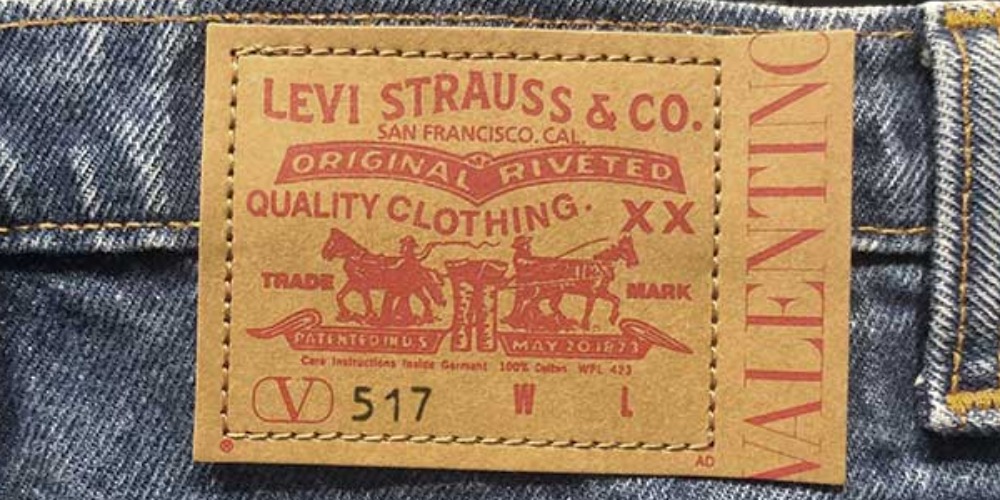 LEVI STRAUSS & CO.
SAN FRANCISCO. CAL.
ORIGINAL RIVETED
QUALITY CLOTHING. XX
TRADE MARK
PATENTED IN U.S MAY 20 1873
Care Instructions Inside Garment 100% Cotton WPL 423
V 517 W L
® AD
VALENTINO